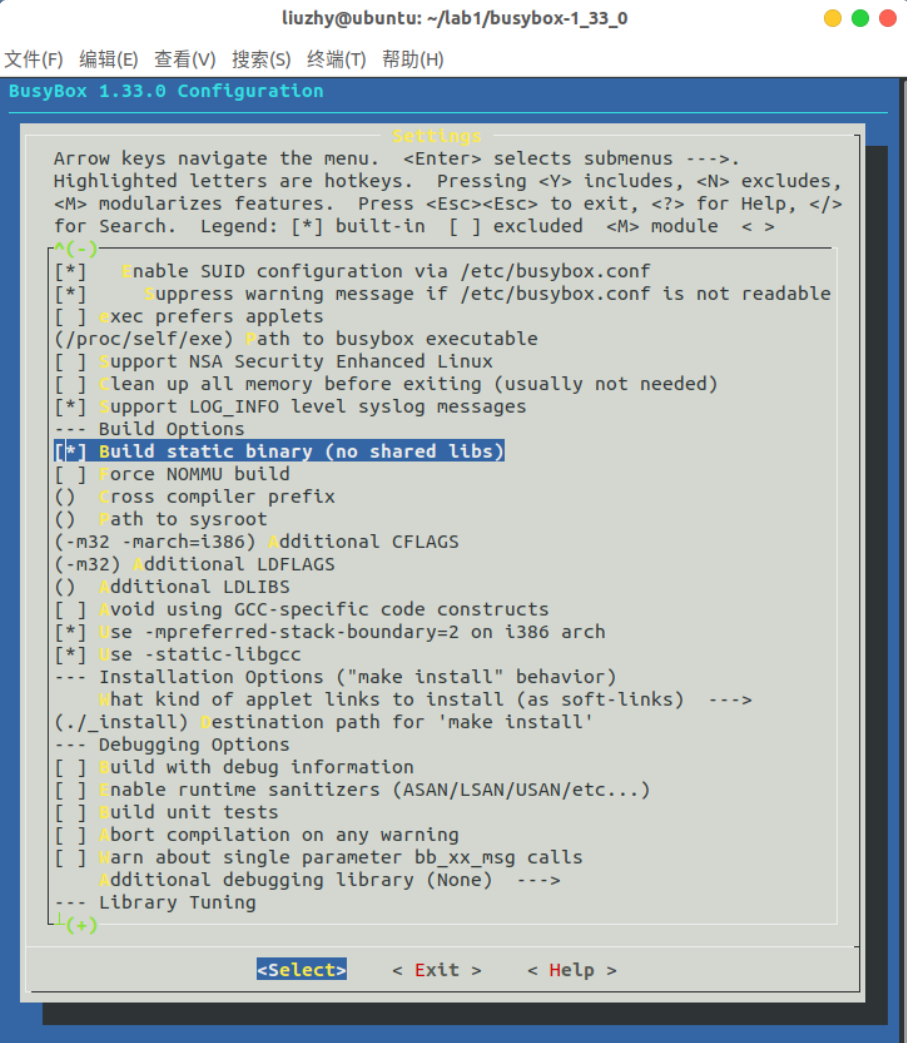 liuzhy@ubuntu: ~/lab1/busybox-1_33_0
文件(F) 编辑(E) 查看(V) 搜索(S) 终端(T) 帮助(H)
BusyBox 1.33.0 Configuration
Settings
Arrow keys navigate the menu.  <Enter> selects submenus --->.
Highlighted letters are hotkeys.  Pressing <Y> includes, <N> excludes,
<M> modularizes features.  Press <Esc><Esc> to exit, <?> for Help, </>
for Search.  Legend: [*] built-in  [ ] excluded  <M> module  < >
^(-)
[*]   Enable SUID configuration via /etc/busybox.conf
[*]     Suppress warning message if /etc/busybox.conf is not readable
[ ] exec prefers applets
(/proc/self/exe) Path to busybox executable
[ ] Support NSA Security Enhanced Linux
[ ] Clean up all memory before exiting (usually not needed)
[*] Support LOG_INFO level syslog messages
--- Build Options
[*] Build static binary (no shared libs)
[ ] Force NOMMU build
()  Cross compiler prefix
()  Path to sysroot
(-m32 -march=i386) Additional CFLAGS
(-m32) Additional LDFLAGS
()  Additional LDLIBS
[ ] Avoid using GCC-specific code constructs
[*] Use -mpreferred-stack-boundary=2 on i386 arch
[*] Use -static-libgcc
--- Installation Options ("make install" behavior)
    What kind of applet links to install (as soft-links)  --->
(./_install) Destination path for 'make install'
--- Debugging Options
[ ] Build with debug information
[ ] Enable runtime sanitizers (ASAN/LSAN/USAN/etc...)
[ ] Build unit tests
[ ] Abort compilation on any warning
[ ] Warn about single parameter bb_xx_msg calls
    Additional debugging library (None)  --->
--- Library Tuning
(+)
<Select>    < Exit >    < Help >